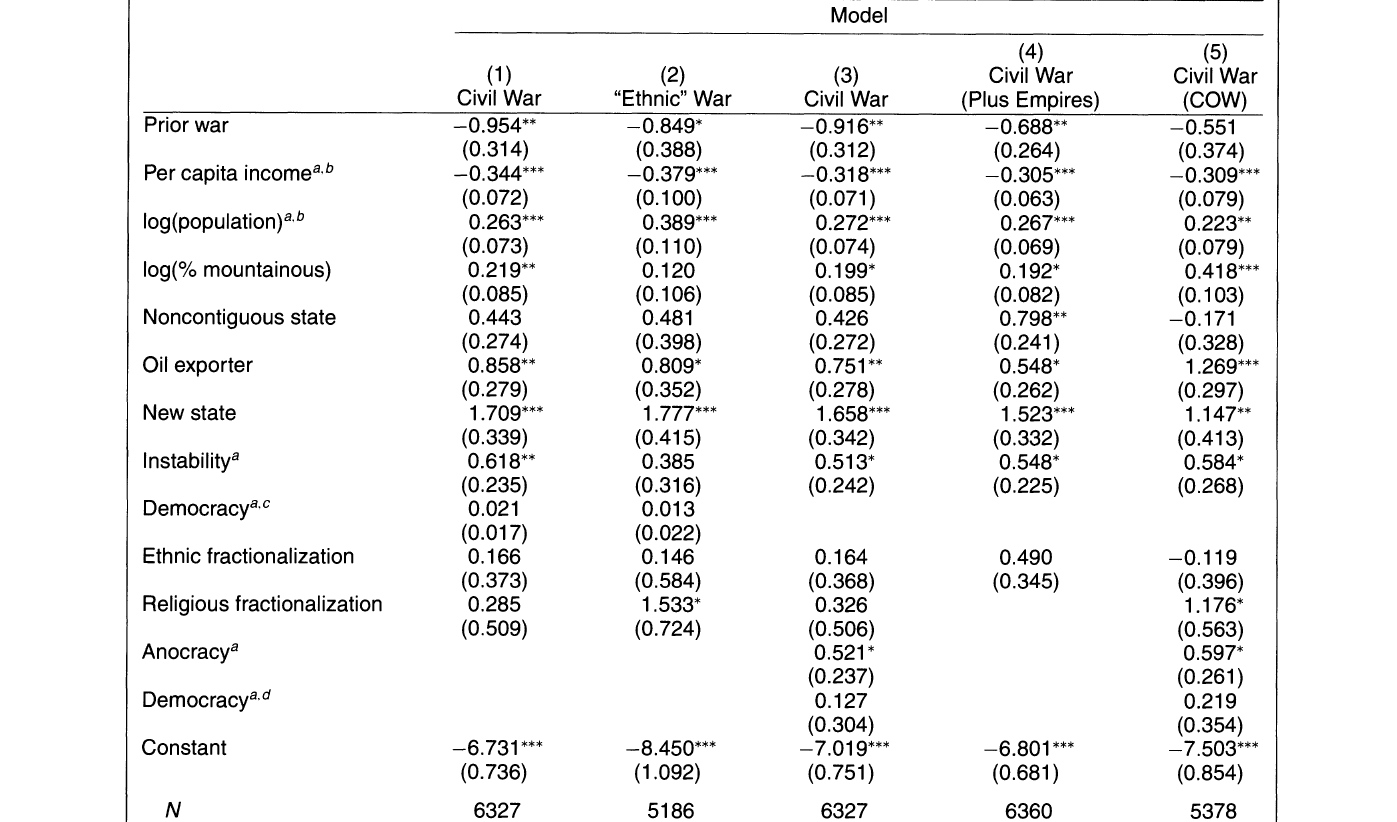 Model
(1) (2) (3) (4) (5)
Civil War “Ethnic” War Civil War Civil War Civil War
(Plus Empires) (COW)
Prior war −0.954** −0.849* −0.916** −0.688** −0.551
(0.314) (0.388) (0.312) (0.264) (0.374)
Per capita income a,b −0.344*** −0.379*** −0.318*** −0.305*** −0.309***
(0.072) (0.100) (0.071) (0.063) (0.079)
log(population) a,b 0.263*** 0.389*** 0.272*** 0.267*** 0.223**
(0.073) (0.110) (0.074) (0.069) (0.079)
log(% mountainous) 0.219** 0.120 0.199* 0.192* 0.418***
(0.085) (0.106) (0.085) (0.082) (0.103)
Noncontiguous state 0.443 0.481 0.426 0.798** −0.171
(0.274) (0.398) (0.272) (0.241) (0.328)
Oil exporter 0.858** 0.809* 0.751** 0.548* 1.269***
(0.279) (0.352) (0.278) (0.262) (0.297)
New state 1.709*** 1.777*** 1.658*** 1.523*** 1.147**
(0.339) (0.415) (0.342) (0.332) (0.413)
Instability a 0.618** 0.385 0.513* 0.548* 0.584*
(0.235) (0.316) (0.242) (0.225) (0.268)
Democracy a,c 0.021 0.013
(0.017) (0.022)
Ethnic fractionalization 0.166 0.146 0.164 0.490 −0.119
(0.373) (0.584) (0.368) (0.345) (0.396)
Religious fractionalization 0.285 1.533* 0.326 1.176*
(0.509) (0.724) (0.506) (0.563)
Anocracy a 0.521* 0.597*
(0.237) (0.261)
Democracy a,d 0.127 0.219
(0.304) (0.354)
Constant −6.731*** −8.450*** −7.019*** −6.801*** −7.503***
(0.736) (1.092) (0.751) (0.681) (0.854)
N 6327 5186 6327 6360 5378